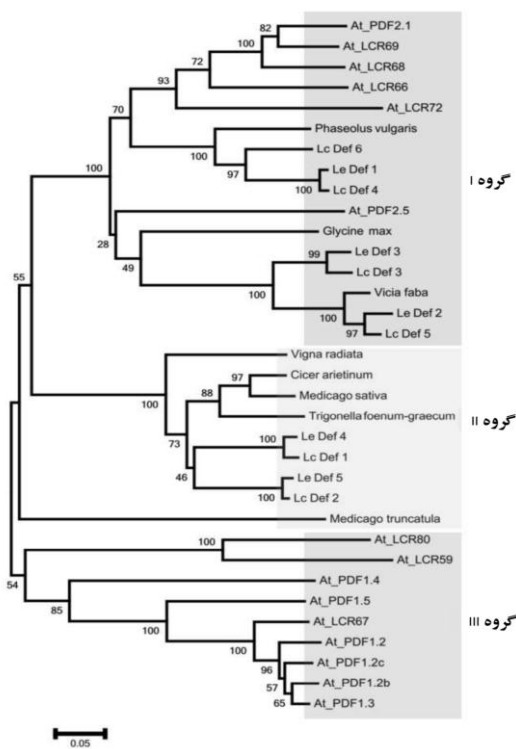 At_PDF2.1
82
At_LCR69
100
72
At_LCR68
93
At_LCR66
At_LCR72
70
Phaseolus vulgaris
100
Lc Def 6
97
Le Def 1
100
Lc Def 4
گروه I
100
At_PDF2.5
28
Glycine max
49
Le Def 3
99
Lc Def 3
55
100
Vicia faba
100
Le Def 2
97
Lc Def 5
Vigna radiata
97
Cicer arietinum
88
Medicago sativa
100
Trigonella foenum-graecum
گروه II
73
Le Def 4
100
Lc Def 1
46
Le Def 5
100
Lc Def 2
Medicago truncatula
100
At_LCR80
At_LCR59
54
At_PDF1.4
85
At_PDF1.5
100
At_LCR67
گروه III
100
At_PDF1.2
96
At_PDF1.2c
57
At_PDF1.2b
65
At_PDF1.3
0.05